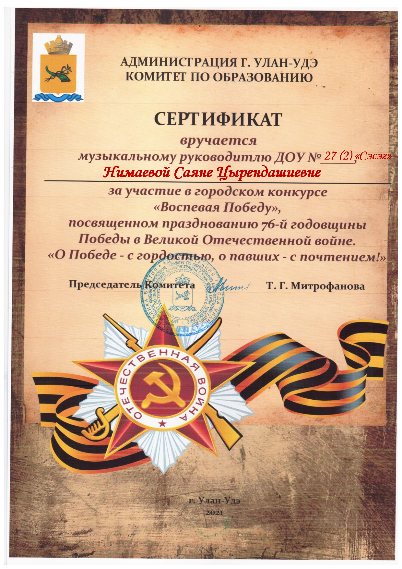 АДМИНИСТРАЦИЯ Г. УЛАН-УДЭ
КОМИТЕТ ПО ОБРАЗОВАНИЮ
СЕРТИФИКАТ
вручается
музыкальному руководитлю ДОУ № 27 (2)
Нимаевой Саяне Цырендашиевне
за участие в городском конкурсе
«Воспевая Победу»,
посвященном празднованию 76-й годовщины
Победы в Великой Отечественной войне.
«О Победе - с гордостью, о павших - с почтением!»
Председатель Комитета Т. Г. Митрофанова
ОТЕЧЕСТВЕННАЯ ВОЙНА
г. Улан-Удэ
2021